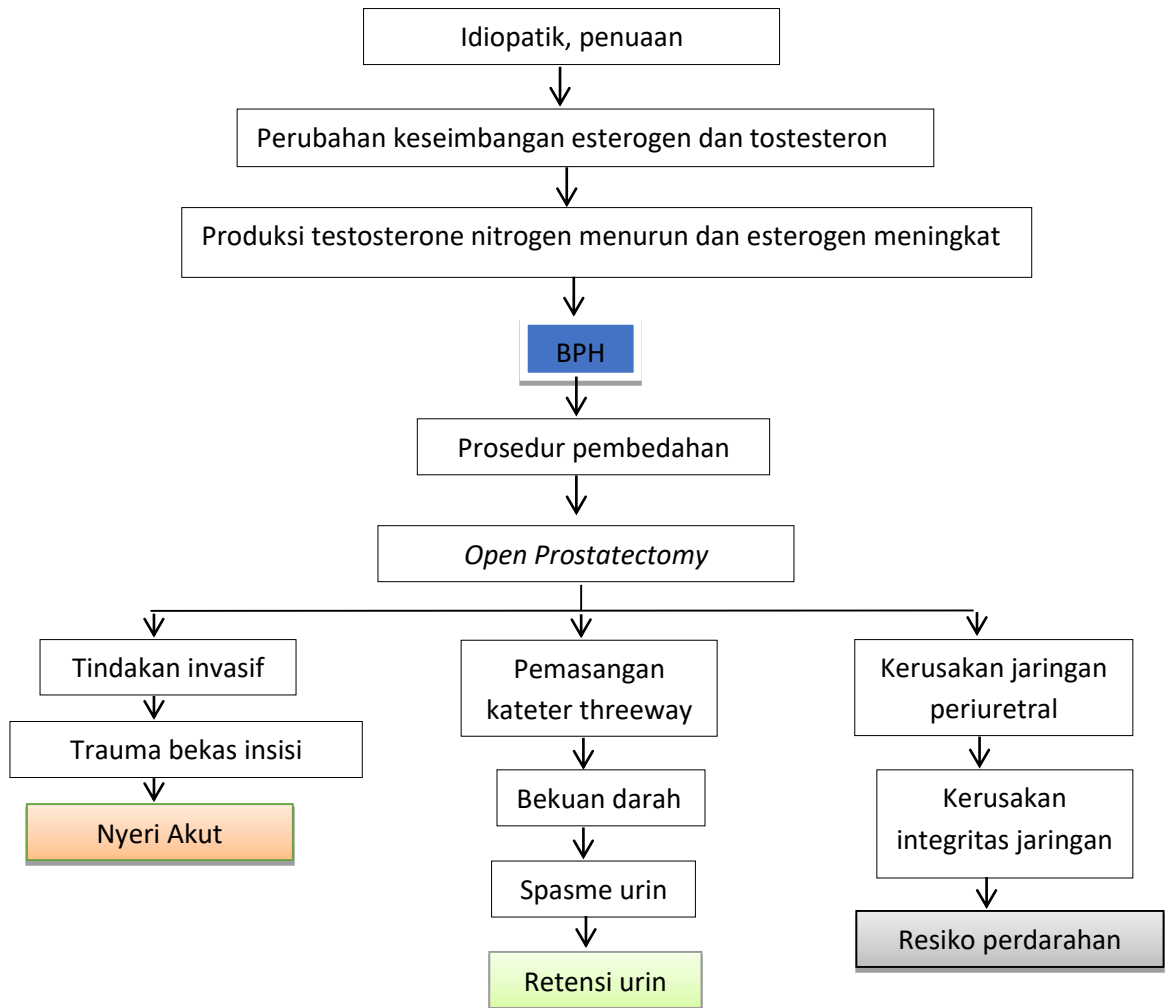 Idiopatik, penuaan
Perubahan keseimbangan esterogen dan tostesteron
Produksi testosterone nitrogen menurun dan esterogen meningkat
BPH
Prosedur pembedahan
Open Prostatectomy
Tindakan invasif
Trauma bekas insisi
Nyeri Akut
Pemasangan
kateter threeway
Bekuan darah
Spasme urin
Retensi urin
Kerusakan jaringan
periuretral
Kerusakan
integritas jaringan
Resiko perdarahan